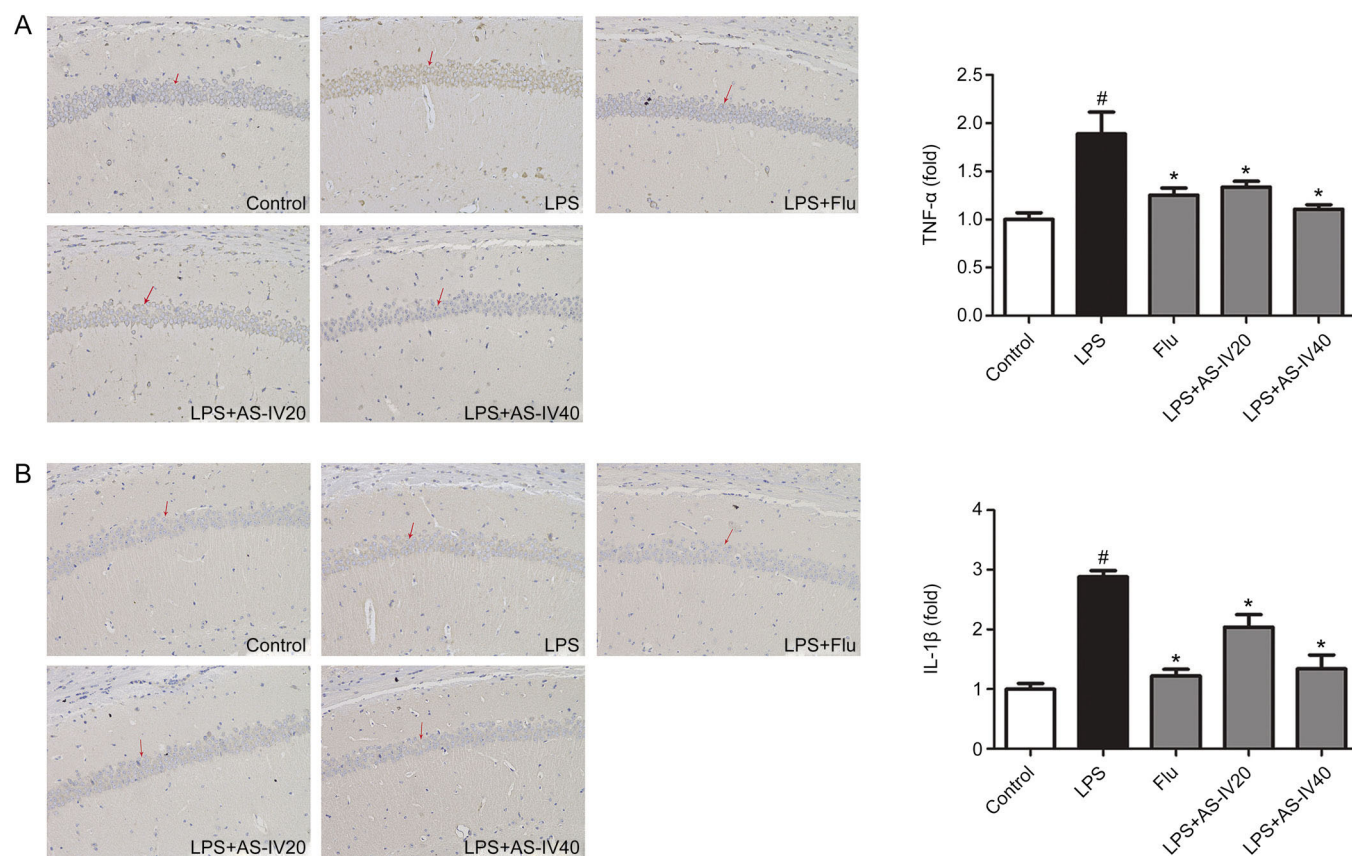 A
Control
LPS
LPS+Flu
LPS+AS-IV20
LPS+AS-IV40
TNF-α (fold)
2.5
2.0
1.5
1.0
0.5
0.0
#
*
*
*
Control
LPS
Flu
LPS+AS-IV20
LPS+AS-IV40
B
Control
LPS
LPS+Flu
LPS+AS-IV20
LPS+AS-IV40
IL-1β (fold)
4
3
2
1
0
#
*
*
*
Control
LPS
Flu
LPS+AS-IV20
LPS+AS-IV40